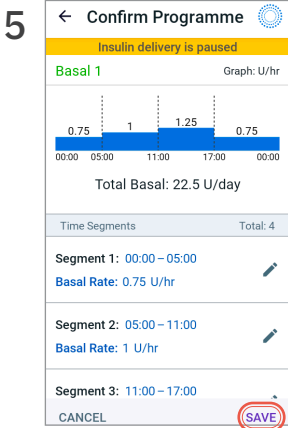 5
Confirm Programme
Insulin delivery is paused
Basal 1 Graph: U/hr
0.75 1 1.25 0.75
00:00 05:00 11:00 17:00 00:00
Total Basal: 22.5 U/day
Time Segments Total: 4
Segment 1: 00:00 – 05:00
Basal Rate: 0.75 U/hr
Segment 2: 05:00 – 11:00
Basal Rate: 1 U/hr
Segment 3: 11:00 – 17:00
CANCEL SAVE